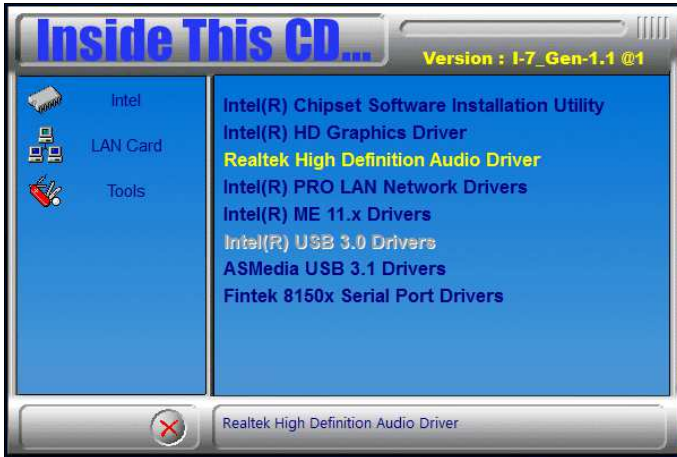 Inside This CD...
Version : I-7_Gen-1.1 @1
Intel
LAN Card
Tools
Intel(R) Chipset Software Installation Utility
Intel(R) HD Graphics Driver
Realtek High Definition Audio Driver
Intel(R) PRO LAN Network Drivers
Intel(R) ME 11.x Drivers
Intel(R) USB 3.0 Drivers
ASMedia USB 3.1 Drivers
Fintek 8150x Serial Port Drivers
Realtek High Definition Audio Driver